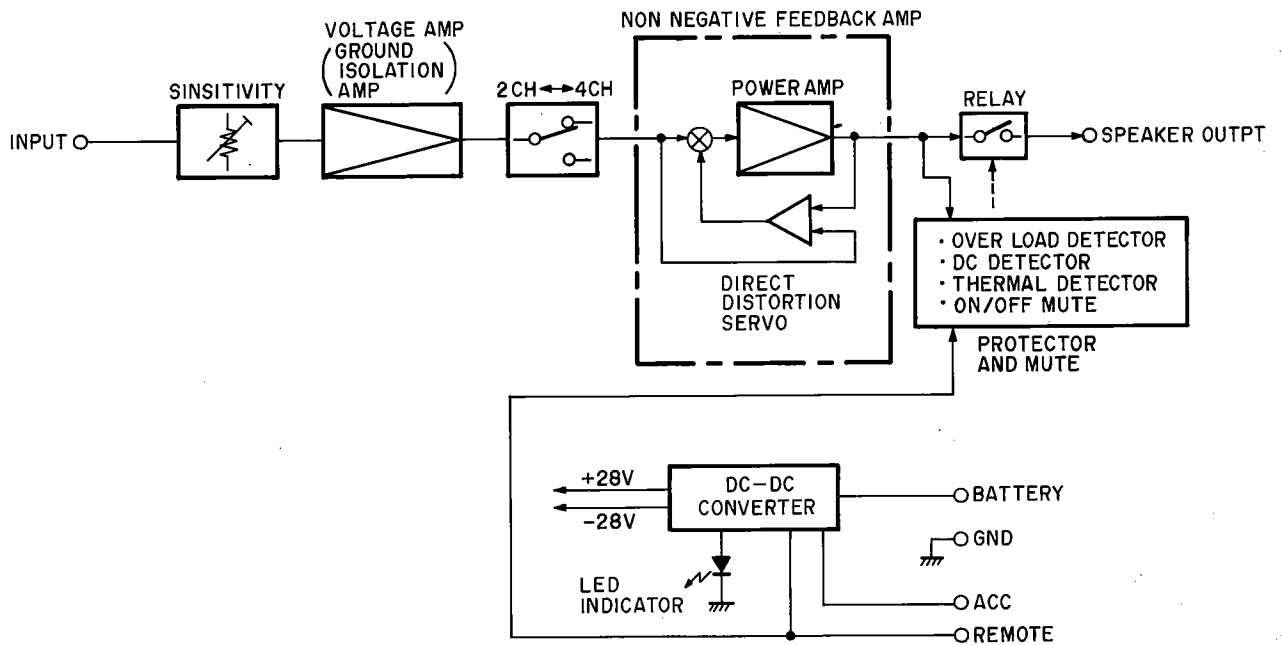 NON NEGATIVE FEEDBACK AMP
VOLTAGE AMP
(GROUND
ISOLATION
AMP)
SINSITIVITY
2CH↔4CH
POWER AMP
RELAY
INPUT
SPEAKER OUTPT
DIRECT
DISTORTION
SERVO
· OVER LOAD DETECTOR
· DC DETECTOR
· THERMAL DETECTOR
· ON/OFF MUTE
PROTECTOR
AND MUTE
+28V
-28V
DC-DC
CONVERTER
BATTERY
GND
LED
INDICATOR
ACC
REMOTE